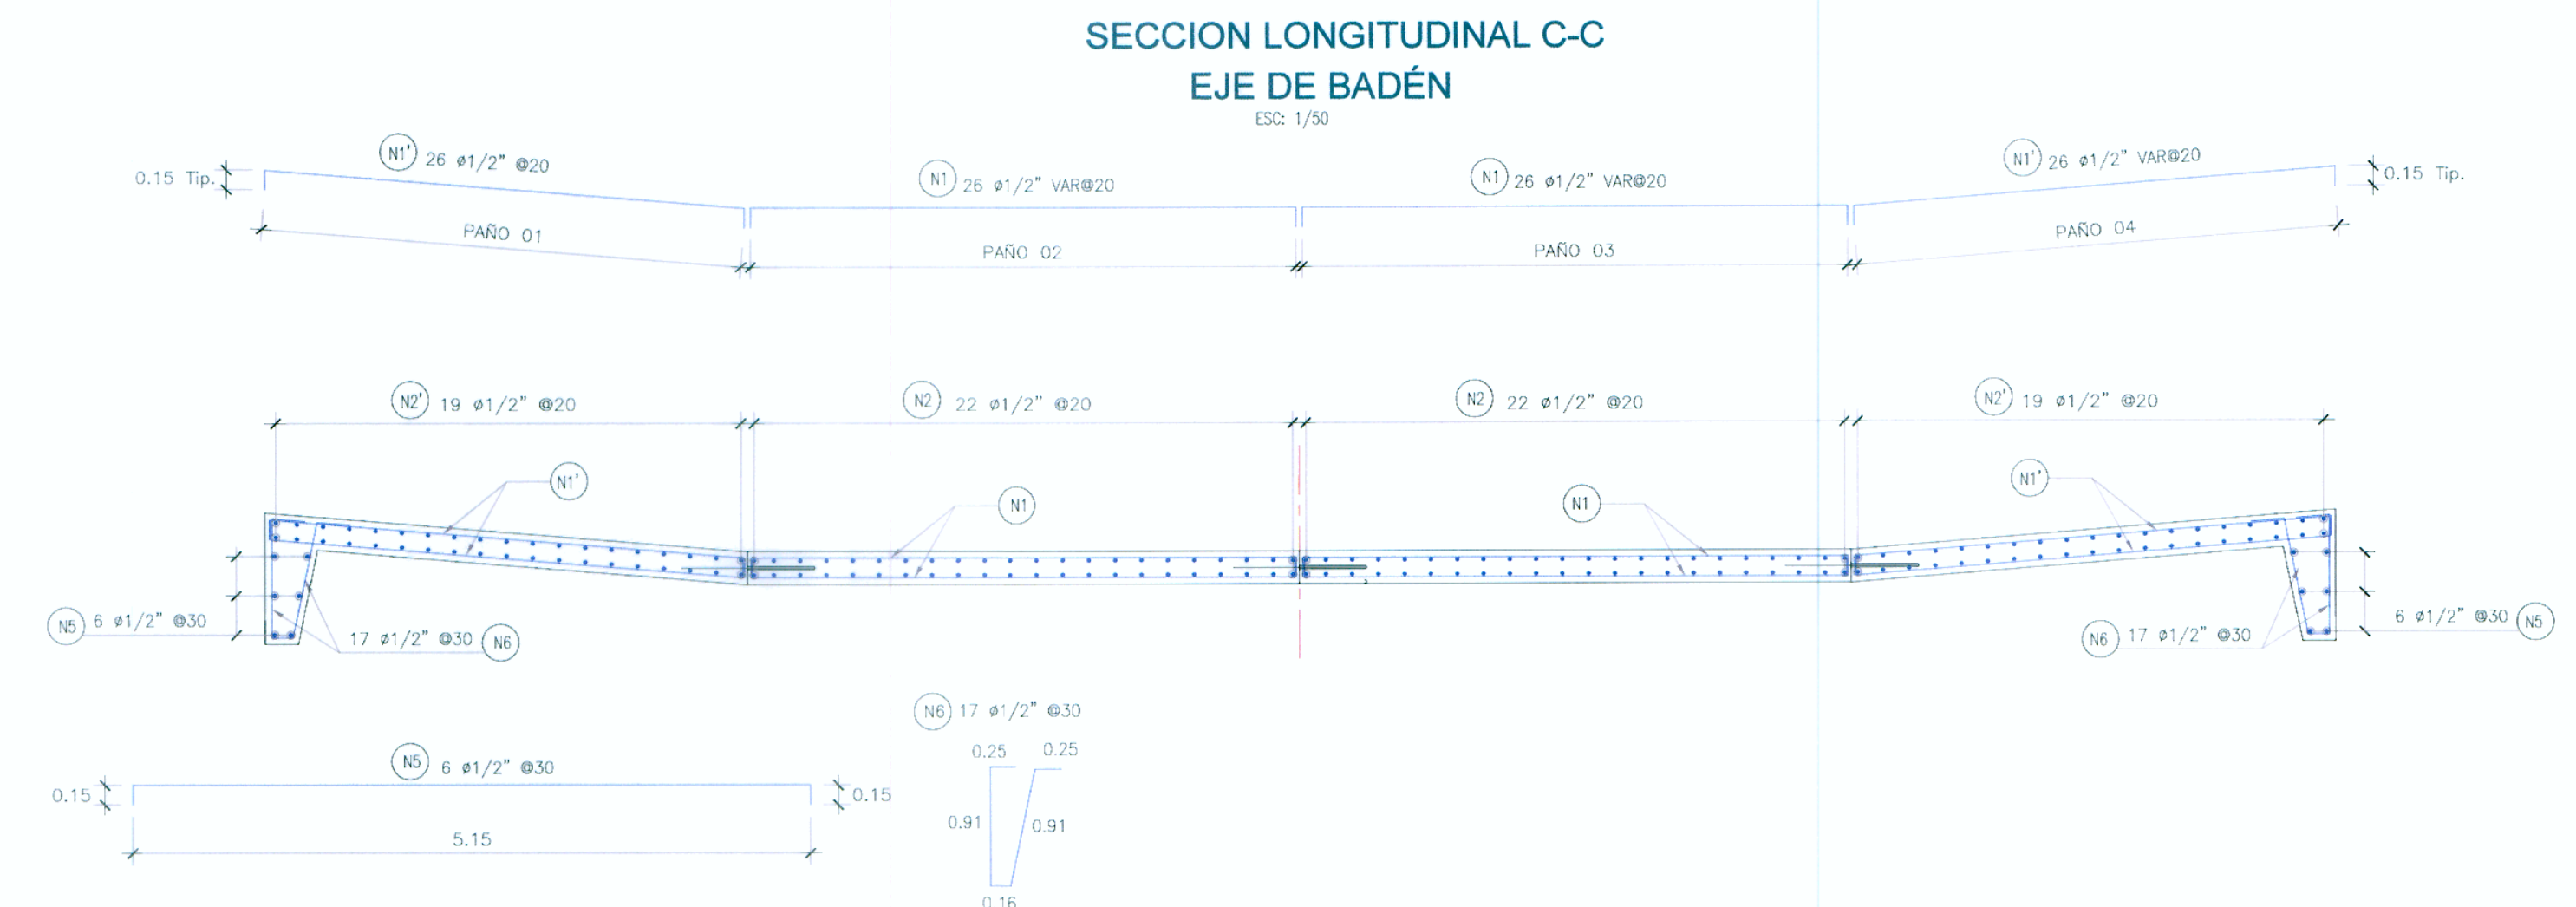 SECCION LONGITUDINAL C-C
EJE DE BADÉN
ESC: 1/50
N1' 26 ø1/2" @20
N1 26 ø1/2" VAR@20
N1 26 ø1/2" VAR@20
N1' 26 ø1/2" VAR@20
0.15 Tip.
0.15 Tip.
PAÑO 01
PAÑO 02
PAÑO 03
PAÑO 04
N2' 19 ø1/2" @20
N2 22 ø1/2" @20
N2 22 ø1/2" @20
N2' 19 ø1/2" @20
N1'
N1
N1
N1'
N5 6 ø1/2" @30
17 ø1/2" @30 N6
N6 17 ø1/2" @30
6 ø1/2" @30 N5
N5 6 ø1/2" @30
0.15
0.15
5.15
N6 17 ø1/2" @30
0.25
0.25
0.91
0.91
0.16